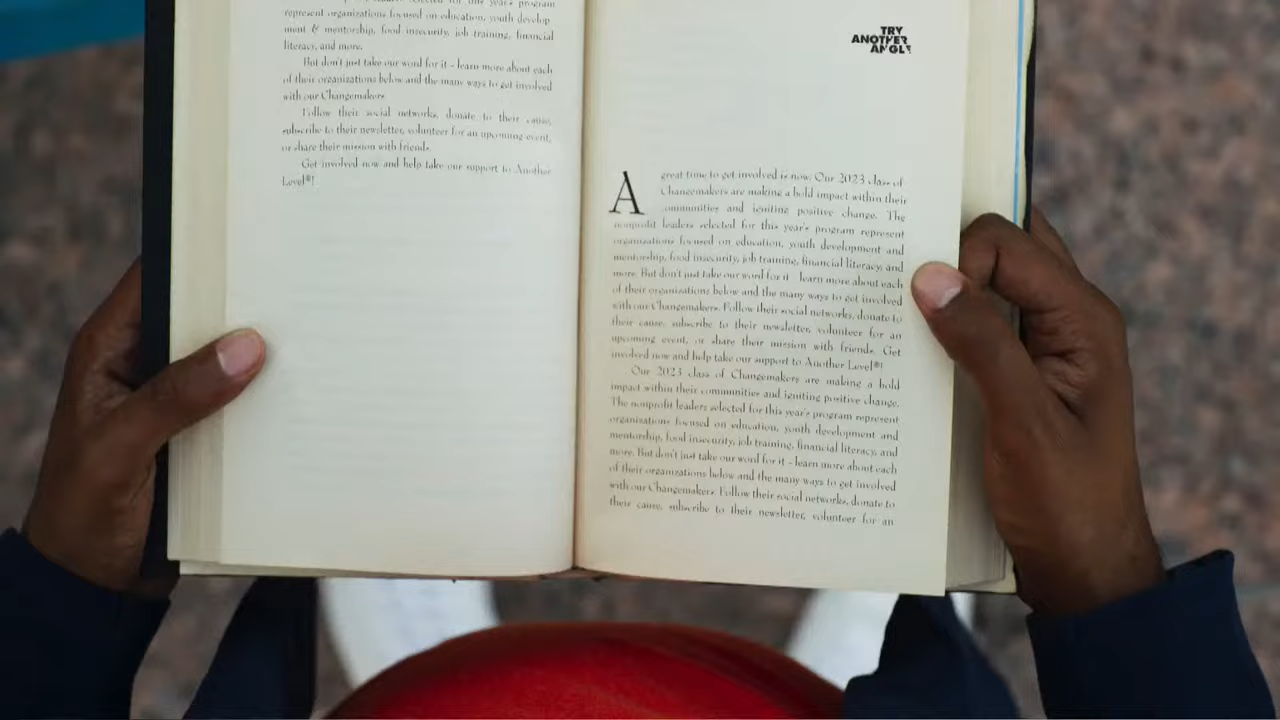 represent organizations focused on education, youth develop
ment & mentorship, food insecurity, job training, financial
literacy, and more.
But don't just take our word for it – learn more about each
of their organizations below and the many ways to get involved
with our Changemakers
Follow their social networks, donate to their cause,
subscribe to their newsletter, volunteer for an upcoming event,
or share their mission with friends.
Get involved now and help take our support to Another
Level®!
TRY
ANOTHER
ANGLE
A great time to get involved is now. Our 2023 class of
Changemakers are making a bold impact within their
communities and igniting positive change. The
nonprofit leaders selected for this year's program represent
organizations focused on education, youth development and
mentorship, food insecurity, job training, financial literacy, and
more. But don't just take our word for it – learn more about each
of their organizations below and the many ways to get involved
with our Changemakers. Follow their social networks, donate to
their cause, subscribe to their newsletter, volunteer for an
upcoming event, or share their mission with friends. Get
involved now and help take our support to Another Level®!
Our 2023 class of Changemakers are making a bold
impact within their communities and igniting positive change.
The nonprofit leaders selected for this year's program represent
organizations focused on education, youth development and
mentorship, food insecurity, job training, financial literacy, and
more. But don't just take our word for it – learn more about each
of their organizations below and the many ways to get involved
with our Changemakers. Follow their social networks, donate to
their cause, subscribe to their newsletter, volunteer for an